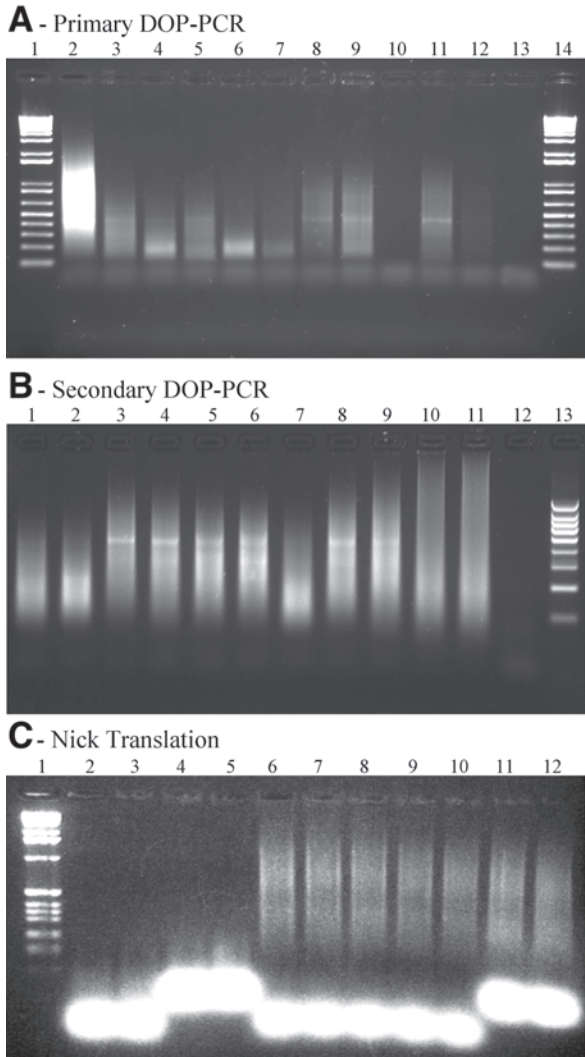 A - Primary DOP-PCR
1 2 3 4 5 6 7 8 9 10 11 12 13 14
B - Secondary DOP-PCR
1 2 3 4 5 6 7 8 9 10 11 12 13
C - Nick Translation
1 2 3 4 5 6 7 8 9 10 11 12